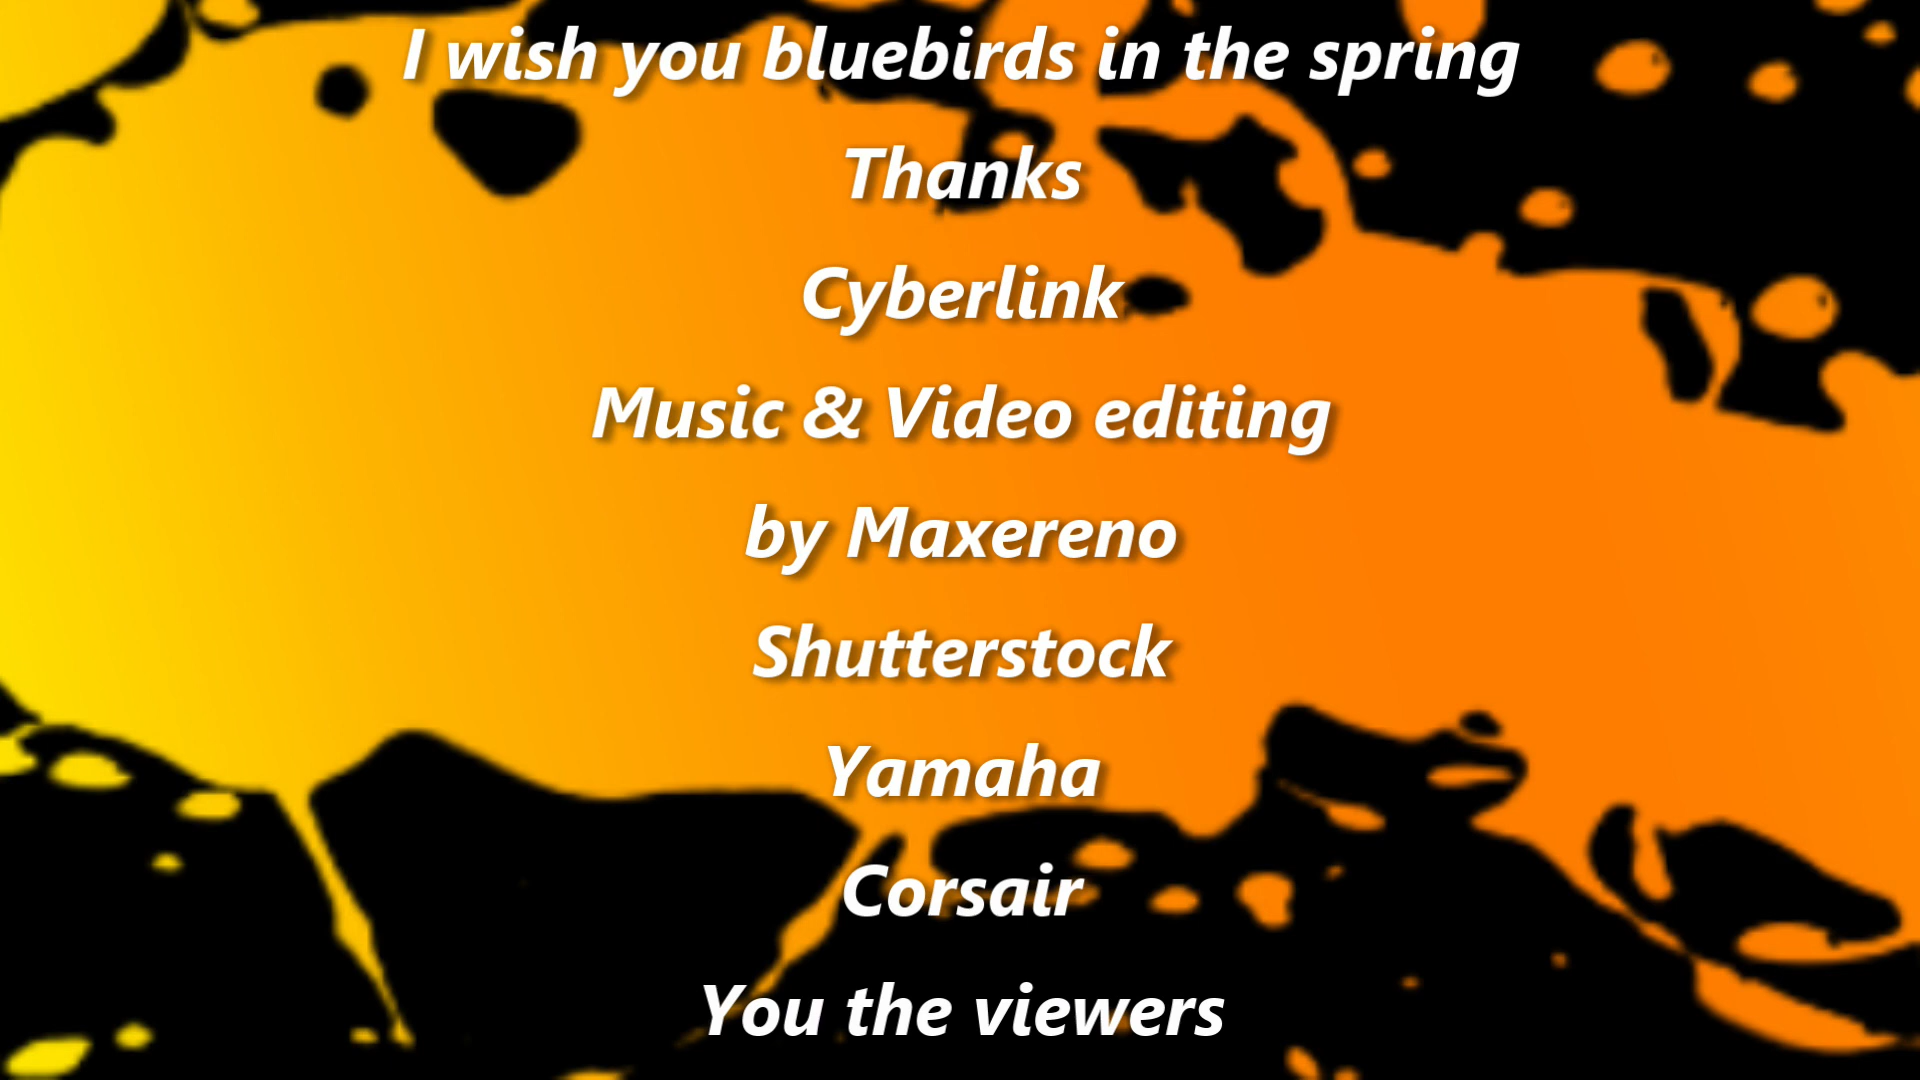 I wish you bluebirds in the spring
Thanks
Cyberlink
Music & Video editing
by Maxereno
Shutterstock
Yamaha
Corsair
You the viewers